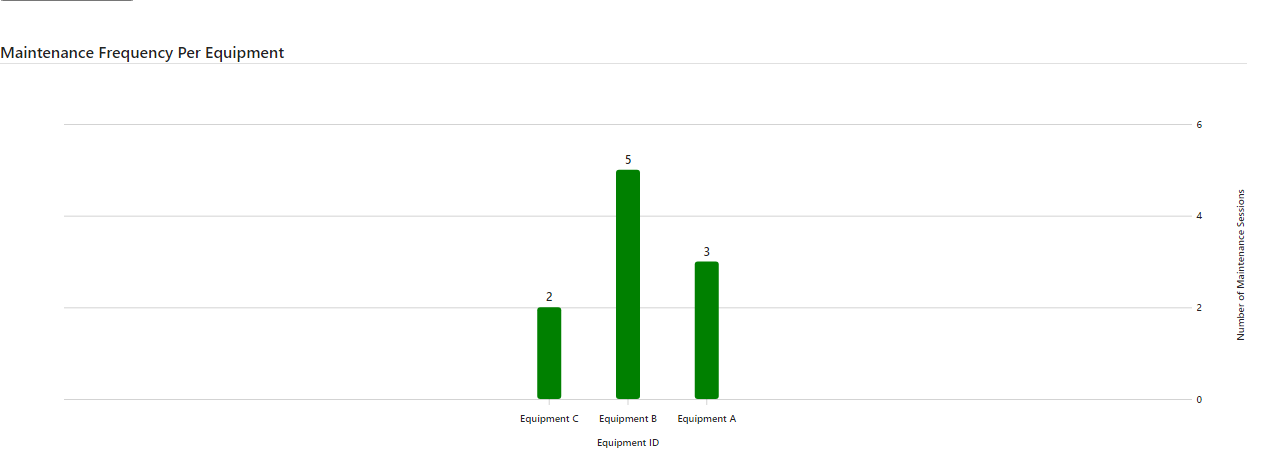 Maintenance Frequency Per Equipment
6
5
4
3
2
2
0
Number of Maintenance Sessions
Equipment C
Equipment B
Equipment A
Equipment ID